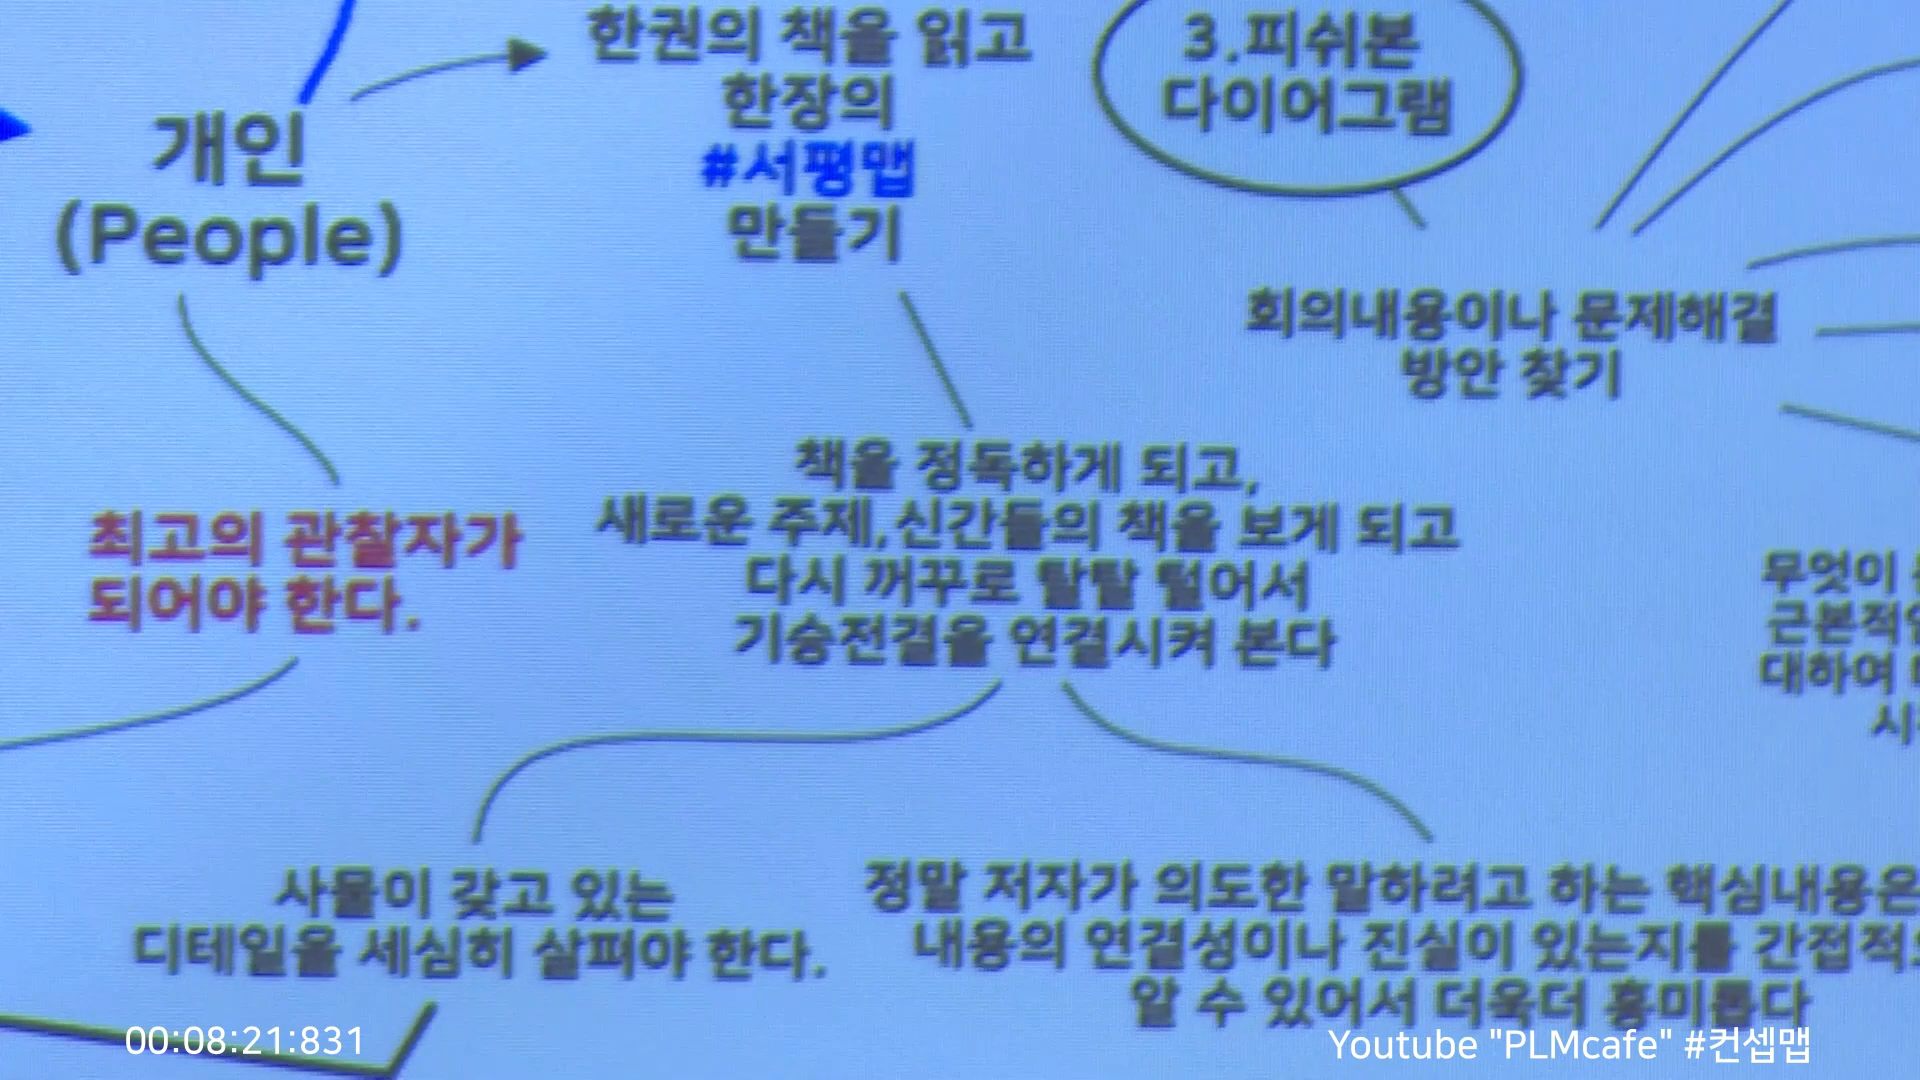 한권의 책을 읽고
한장의
#서평맵
만들기
3.피쉬본
다이어그램
개인
(People)
회의내용이나 문제해결
방안 찾기
책을 정독하게 되고,
새로운 주제,신간들의 책을 보게 되고
다시 꺼꾸로 탈탈 털어서
기승전결을 연결시켜 본다
최고의 관찰자가
되어야 한다.
무엇이
근본적인
대하여
사물이 갖고 있는
디테일을 세심히 살펴야 한다.
정말 저자가 의도한 말하려고 하는 핵심내용은
내용의 연결성이나 진실이 있는지를 간접적으
알 수 있어서 더욱더 흥미롭다
00:08:21:831
Youtube "PLMcafe" #컨셉맵